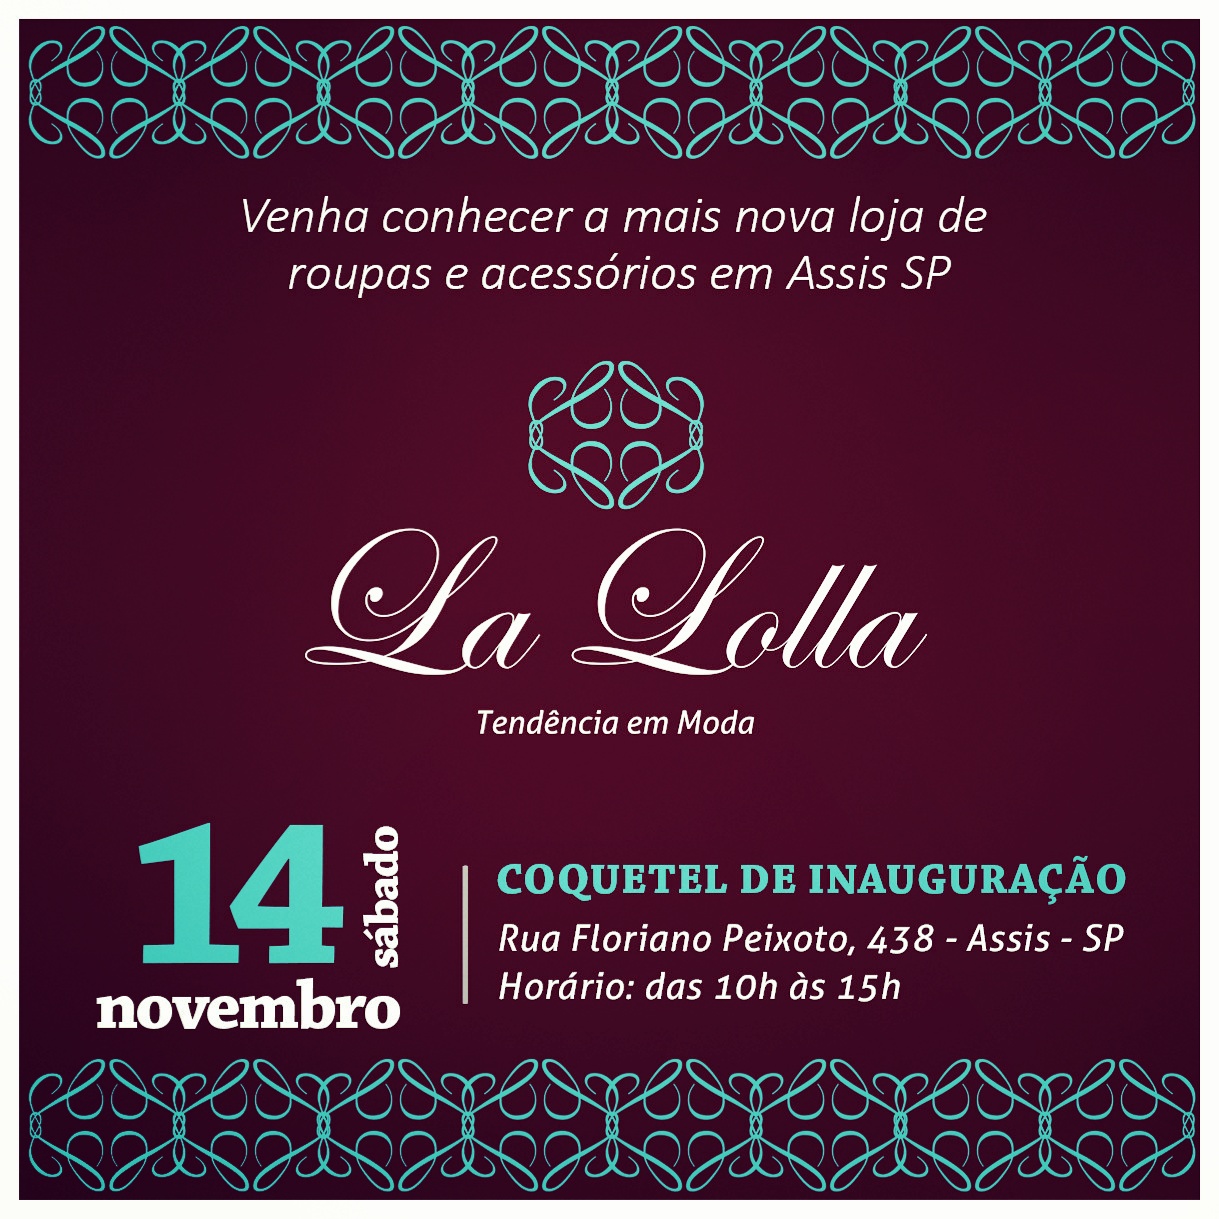 Venha conhecer a mais nova loja de
roupas e acessórios em Assis SP
La Lolla
Tendência em Moda
14
sábado
novembro
COQUETEL DE INAUGURAÇÃO
Rua Floriano Peixoto, 438 - Assis - SP
Horário: das 10h às 15h